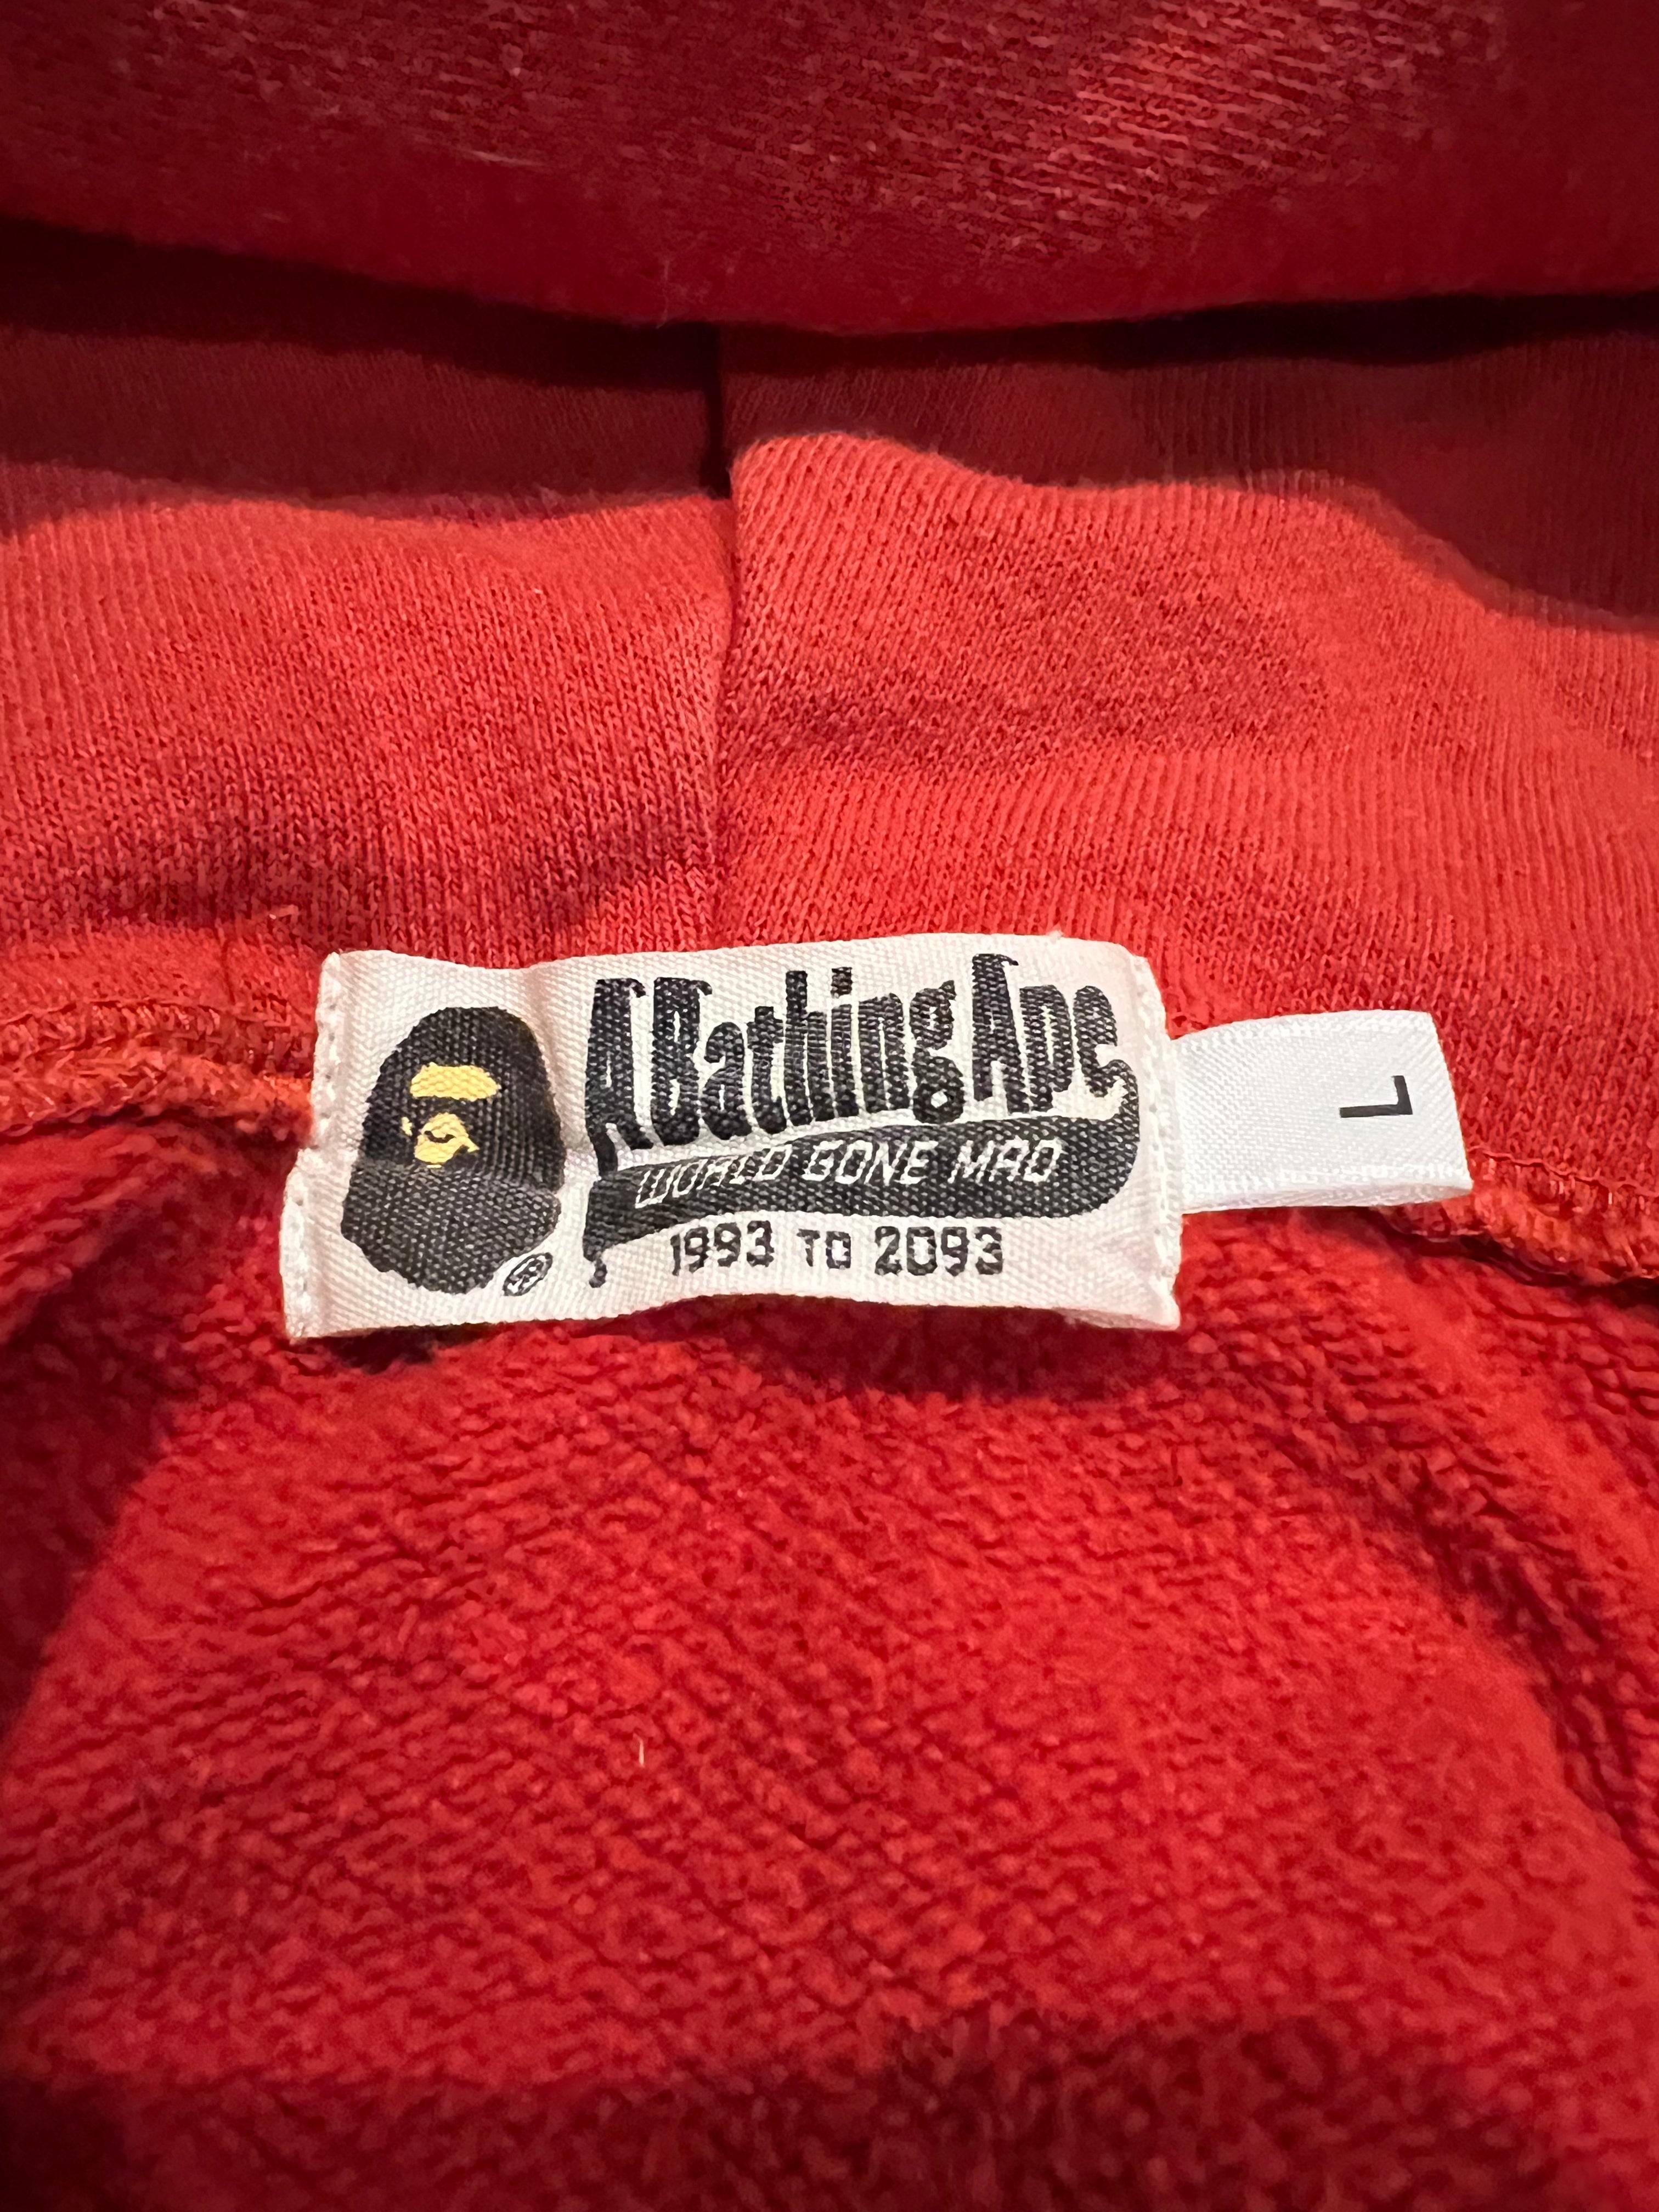 A Bathing Ape
WORLD GONE MAD
1993 TO 2093
L